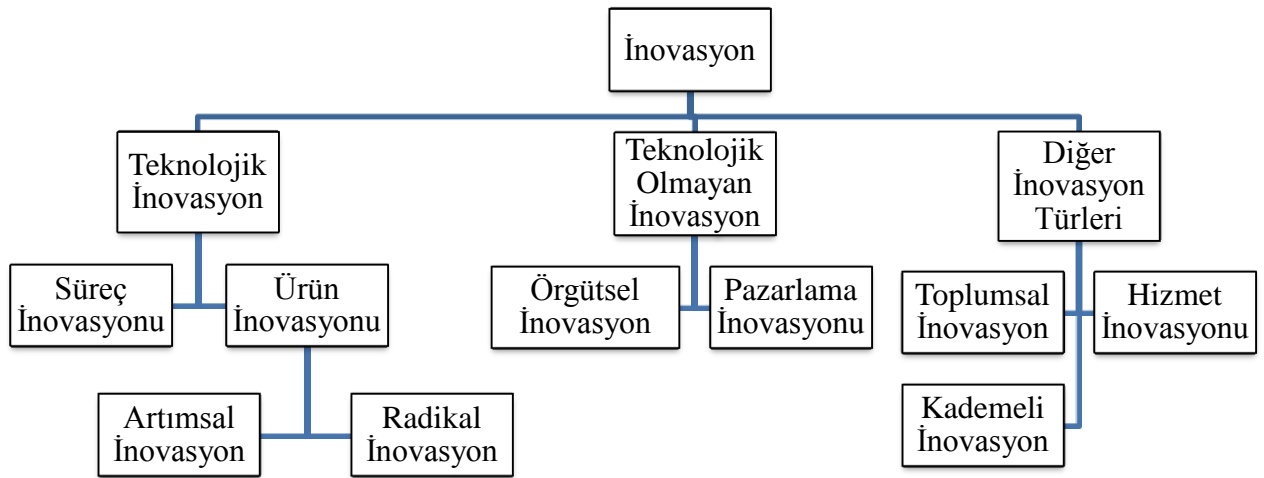 İnovasyon
Teknolojik
İnovasyon
Teknolojik
Olmayan
İnovasyon
Diğer
İnovasyon
Türleri
Süreç
İnovasyonu
Ürün
İnovasyonu
Örgütsel
İnovasyon
Pazarlama
İnovasyonu
Toplumsal
İnovasyon
Hizmet
İnovasyonu
Artımsal
İnovasyon
Radikal
İnovasyon
Kademeli
İnovasyon